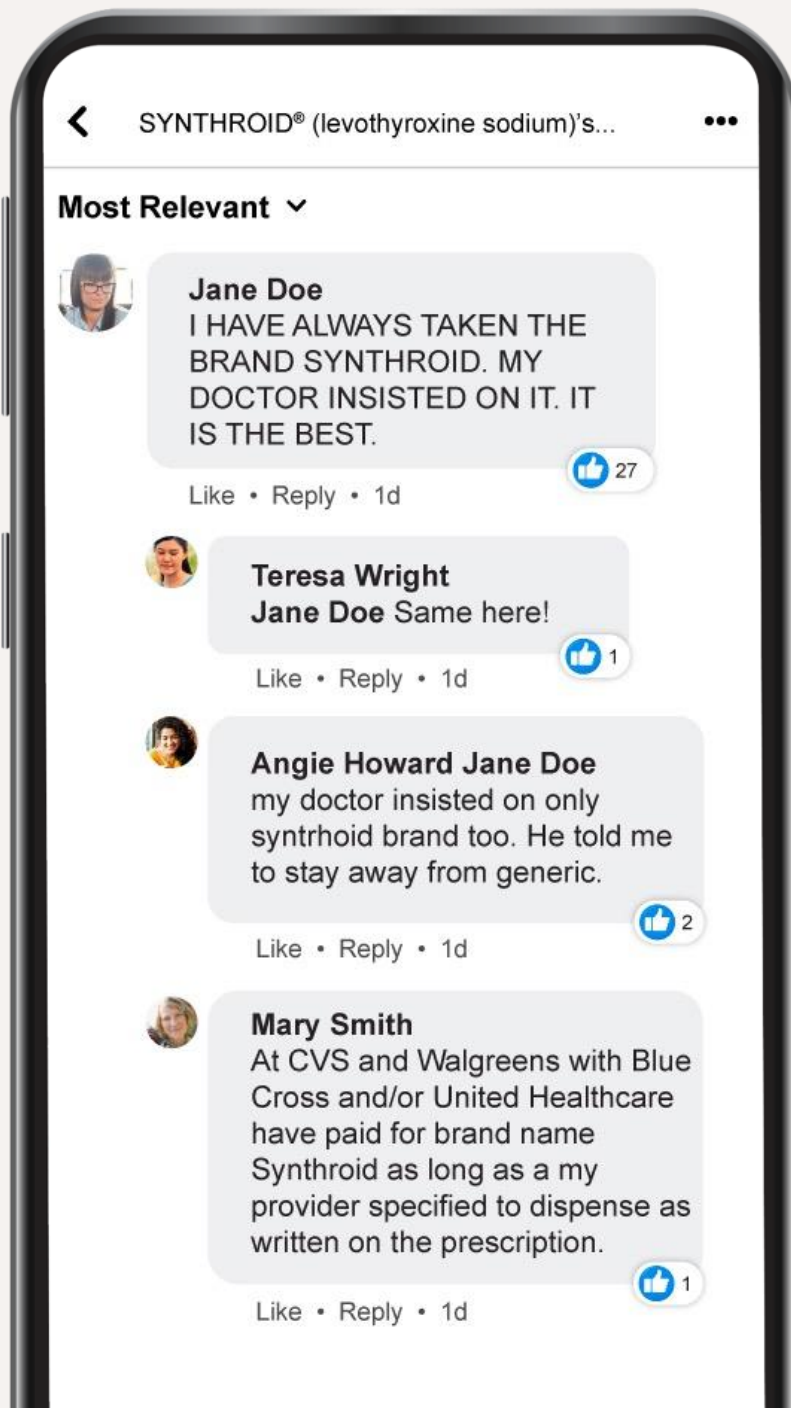 SYNTHROID® (levothyroxine sodium)'s...
Most Relevant
Jane Doe
I HAVE ALWAYS TAKEN THE
BRAND SYNTHROID. MY
DOCTOR INSISTED ON IT. IT
IS THE BEST.
27
Like • Reply • 1d
Teresa Wright
Jane Doe Same here!
1
Like • Reply • 1d
Angie Howard Jane Doe
my doctor insisted on only
syntrhoid brand too. He told me
to stay away from generic.
2
Like • Reply • 1d
Mary Smith
At CVS and Walgreens with Blue
Cross and/or United Healthcare
have paid for brand name
Synthroid as long as a my
provider specified to dispense as
written on the prescription.
1
Like • Reply • 1d